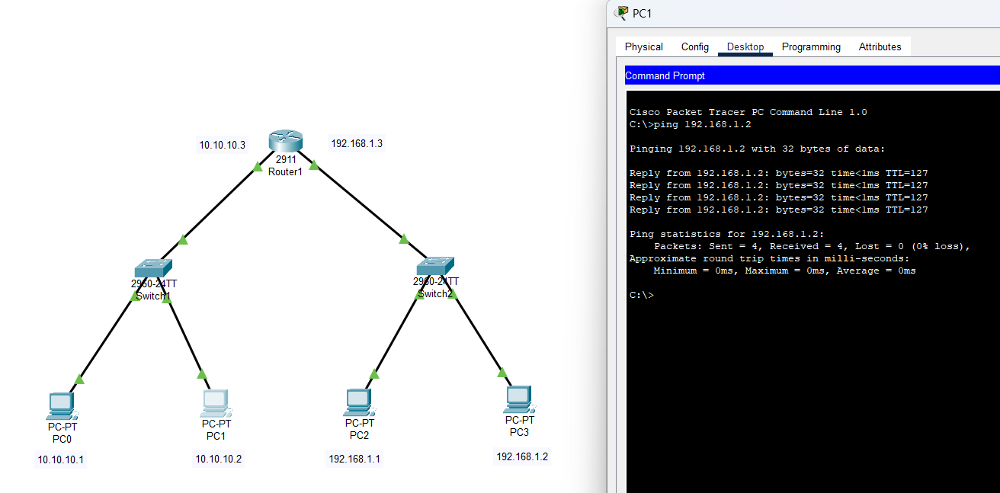 10.10.10.3
192.168.1.3
2911
Router1
2960-24TT
Switch1
2960-24TT
Switch2
PC-PT
PC0
PC-PT
PC1
PC-PT
PC2
PC-PT
PC3
10.10.10.1
10.10.10.2
192.168.1.1
192.168.1.2
PC1
Physical Config Desktop Programming Attributes
Command Prompt
Cisco Packet Tracer PC Command Line 1.0
C:\>ping 192.168.1.2
Pinging 192.168.1.2 with 32 bytes of data:
Reply from 192.168.1.2: bytes=32 time<1ms TTL=127
Reply from 192.168.1.2: bytes=32 time<1ms TTL=127
Reply from 192.168.1.2: bytes=32 time<1ms TTL=127
Reply from 192.168.1.2: bytes=32 time<1ms TTL=127
Ping statistics for 192.168.1.2:
Packets: Sent = 4, Received = 4, Lost = 0 (0% loss),
Approximate round trip times in milli-seconds:
Minimum = 0ms, Maximum = 0ms, Average = 0ms
C:\>